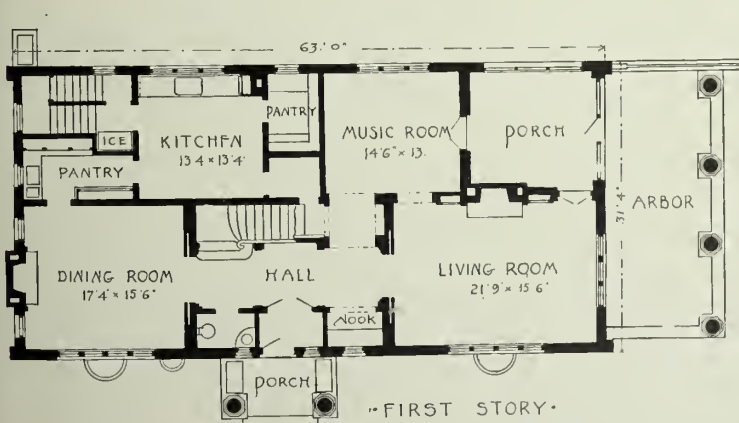 63'0"
ICE
KITCHEN
13 4 × 13'4'
PANTRY
MUSIC ROOM
14'6" × 13.
PORCH
PANTRY
31'4"
ARBOR
DINING ROOM
17'4" × 15'6"
HALL
LIVING ROOM
21'9" × 15 6"
NOOK
PORCH
"FIRST STORY.